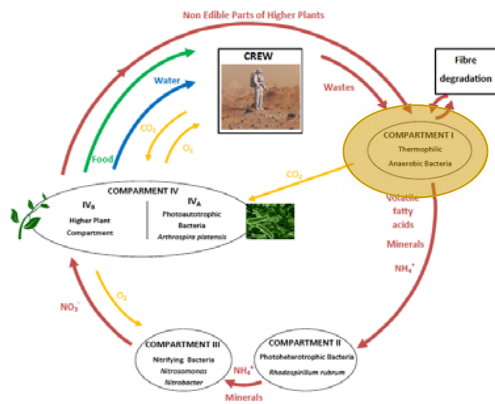 Non Edible Parts of Higher Plants
CREW
Fibre
degradation
Water
Wastes
CO₂
O₂
Food
COMPARTMENT I
Thermophilic
Anaerobic Bacteria
CO₂
COMPARMENT IV
IV_B
Higher Plant
Compartment
IV_A
Photoautotrophic
Bacteria
Arthrospira platensis
Volatile
fatty
acids
Minerals
NH₄⁺
O₂
NO₃⁻
COMPARTMENT III
Nitrifying Bacteria
Nitrosomonas
Nitrobacter
NH₄⁺
Minerals
COMPARTMENT II
Photoheterotrophic Bacteria
Rhodospirillum rubrum